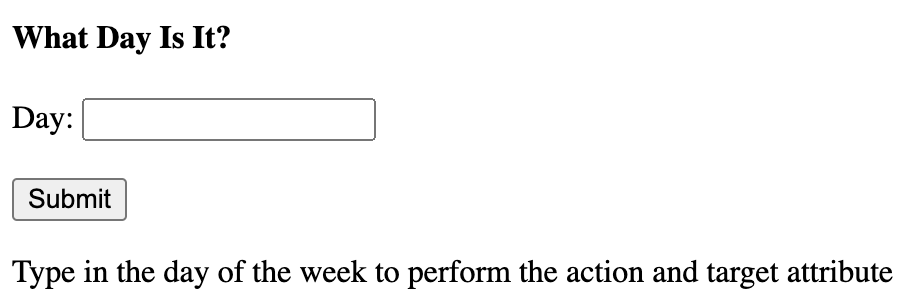 What Day Is It?
Day:
Submit
Type in the day of the week to perform the action and target attribute